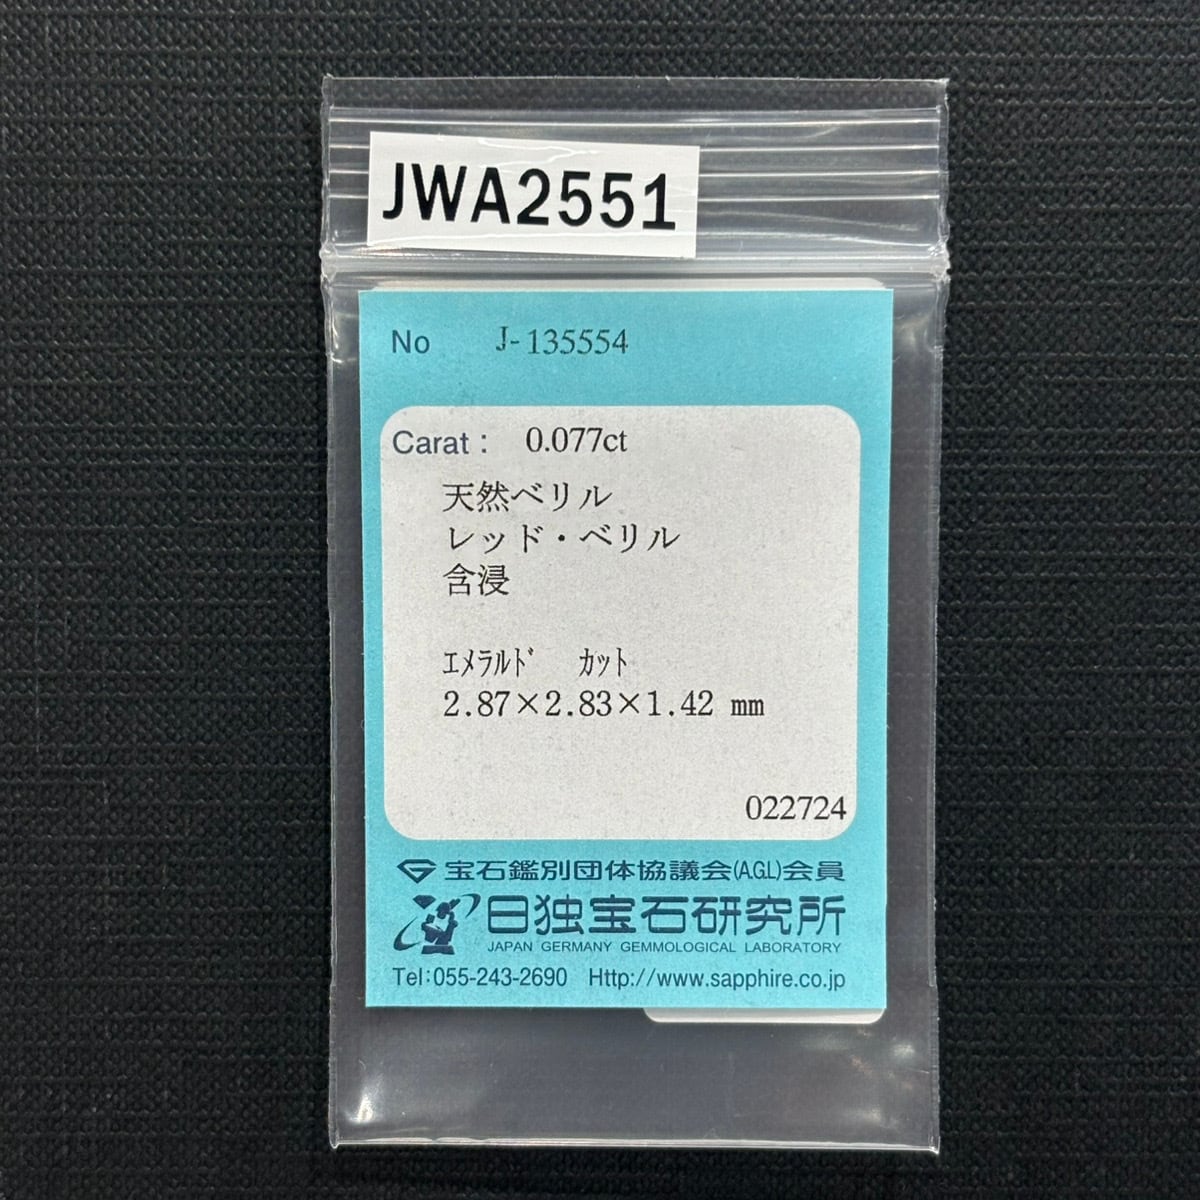 JWA2551
No J-135554
Carat : 0.077ct
天然ベリル
レッド・ベリル
含浸
ｴﾒﾗﾙﾄﾞ ｶｯﾄ
2.87×2.83×1.42 mm
022724
宝石鑑別団体協議会(A.G.L)会員
日独宝石研究所
JAPAN GERMANY GEMMOLOGICAL LABORATORY
Tel:055-243-2690 Http://www.sapphire.co.jp